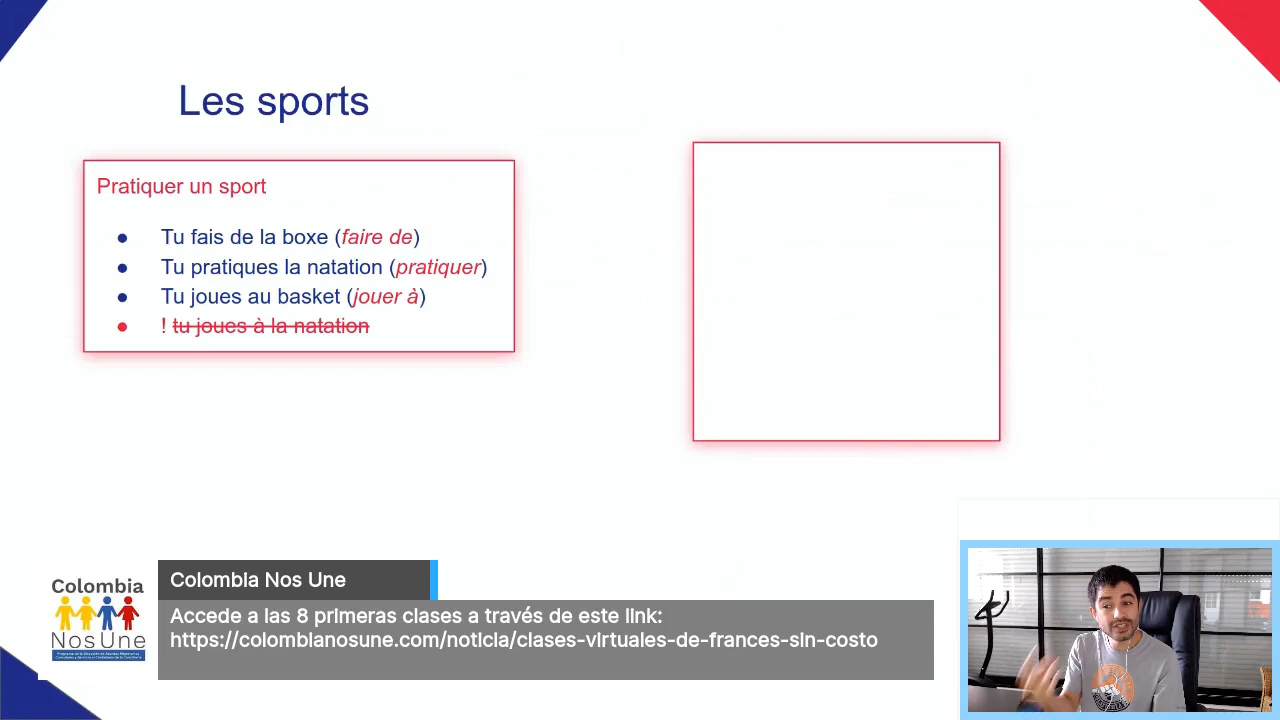 Les sports
Pratiquer un sport
● Tu fais de la boxe (faire de)
● Tu pratiques la natation (pratiquer)
● Tu joues au basket (jouer à)
● ! tu joues à la natation
Colombia
NosUne
Colombia Nos Une
Accede a las 8 primeras clases a través de este link:
https://colombianosune.com/noticia/clases-virtuales-de-frances-sin-costo